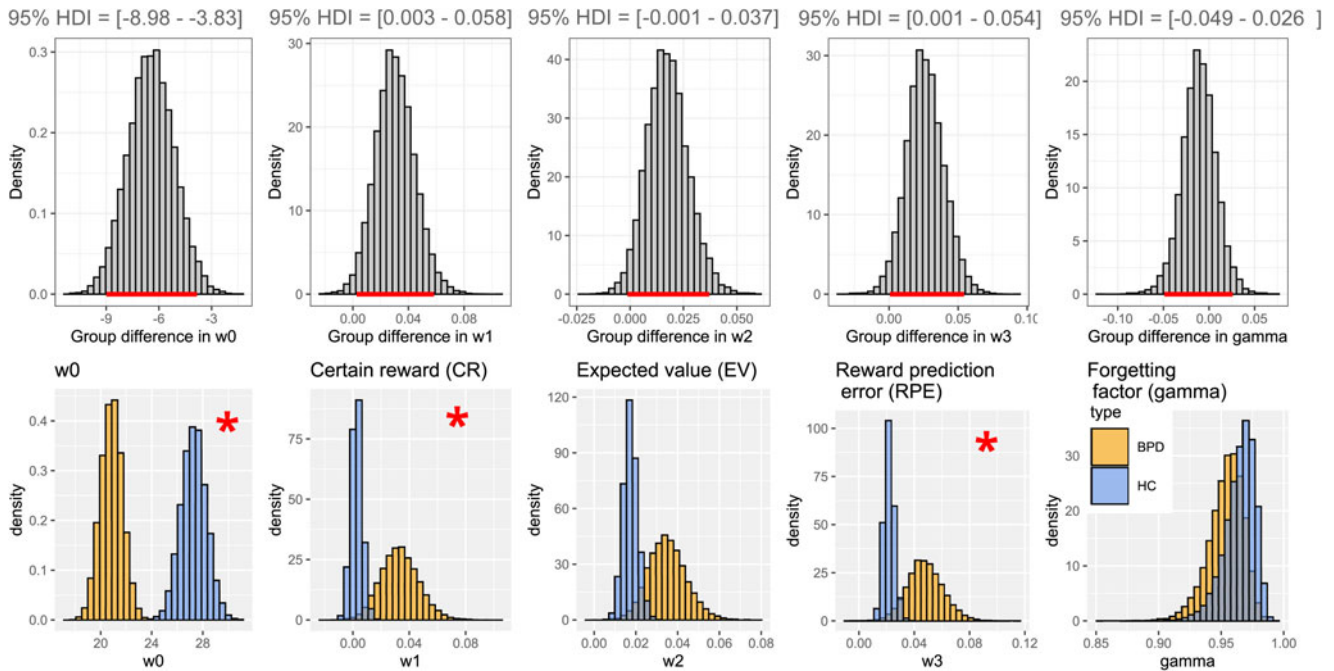 95% HDI = [-8.98 - -3.83]
95% HDI = [0.003 - 0.058]
95% HDI = [-0.001 - 0.037]
95% HDI = [0.001 - 0.054]
95% HDI = [-0.049 - 0.026 ]
0.3
0.2
0.1
0.0
Density
-9
-6
-3
Group difference in w0
30
20
10
0
Density
0.00
0.04
0.08
Group difference in w1
40
30
20
10
0
Density
-0.025
0.000
0.025
0.050
Group difference in w2
30
20
10
0
Density
0.00
0.05
0.10
Group difference in w3
20
15
10
5
0
Density
-0.10
-0.05
0.00
0.05
Group difference in gamma
w0
0.4
0.3
0.2
0.1
0.0
density
20
24
28
w0
*
Certain reward (CR)
75
50
25
0
density
0.00
0.04
0.08
w1
*
Expected value (EV)
120
90
60
30
0
density
0.00
0.02
0.04
0.06
0.08
w2
Reward prediction
error (RPE)
100
75
50
25
0
density
0.00
0.04
0.08
0.12
w3
*
Forgetting
factor (gamma)
type
BPD
HC
30
20
10
0
density
0.85
0.90
0.95
1.00
gamma